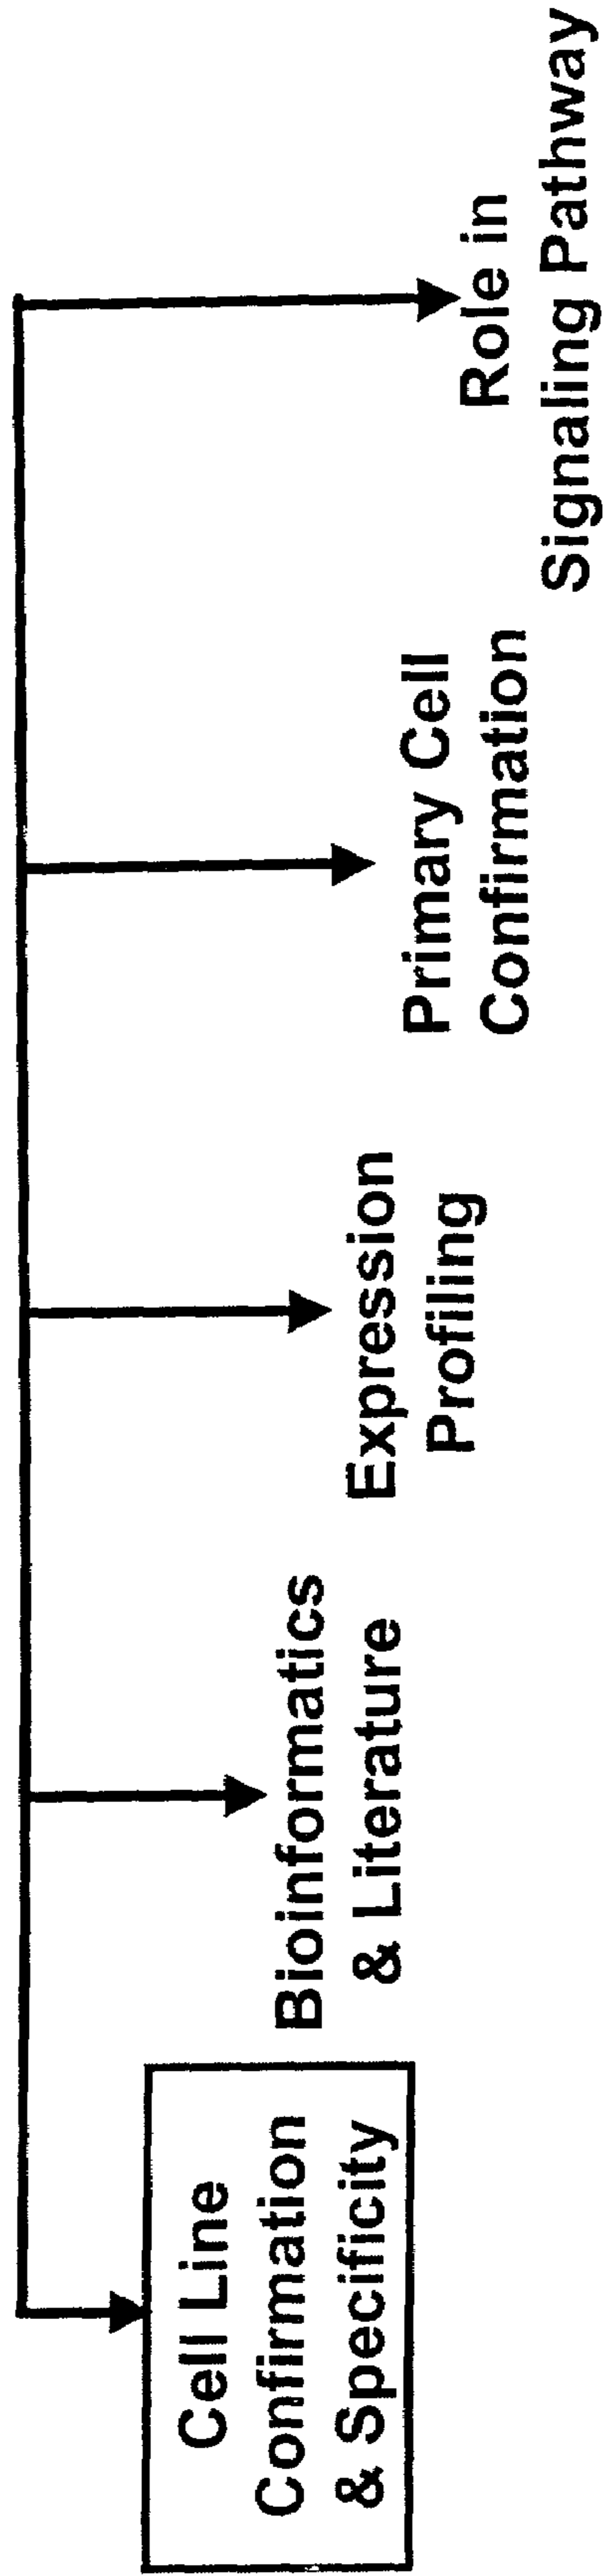 Cell Line
Confirmation
& Specificity
Bioinformatics
& Literature
Expression
Profiling
Primary Cell
Confirmation
Role in
Signaling Pathway